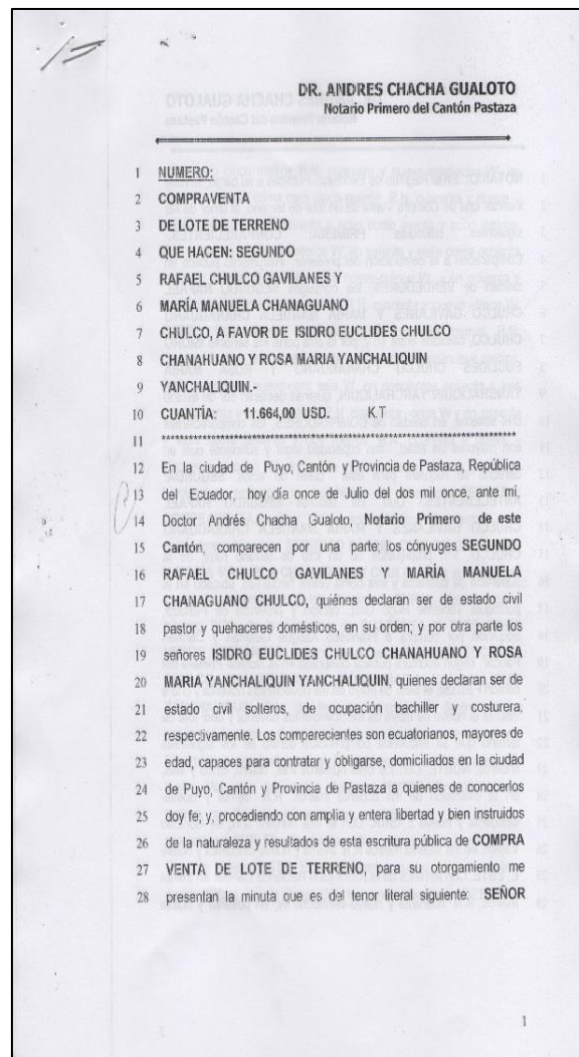 15
DR. ANDRES CHACHA GUALOTO
Notario Primero del Cantón Pastaza
1 NUMERO:
2 COMPRAVENTA
3 DE LOTE DE TERRENO
4 QUE HACEN: SEGUNDO
5 RAFAEL CHULCO GAVILANES Y
6 MARÍA MANUELA CHANAGUANO
7 CHULCO, A FAVOR DE ISIDRO EUCLIDES CHULCO
8 CHANAHUANO Y ROSA MARIA YANCHALIQUIN
9 YANCHALIQUIN.-
10 CUANTÍA: 11.664,00 USD. K.T
11 ************************************************************
12 En la ciudad de Puyo, Cantón y Provincia de Pastaza, República
13 del Ecuador, hoy día once de Julio del dos mil once, ante mí,
14 Doctor Andrés Chacha Gualoto, Notario Primero de este
15 Cantón, comparecen por una parte; los cónyuges SEGUNDO
16 RAFAEL CHULCO GAVILANES Y MARÍA MANUELA
17 CHANAGUANO CHULCO, quiénes declaran ser de estado civil
18 pastor y quehaceres domésticos, en su orden; y por otra parte los
19 señores ISIDRO EUCLIDES CHULCO CHANAHUANO Y ROSA
20 MARIA YANCHALIQUIN YANCHALIQUIN, quienes declaran ser de
21 estado civil solteros, de ocupación bachiller y costurera,
22 respectivamente. Los comperecientes son ecuatorianos, mayores de
23 edad, capaces para contratar y obligarse, domiciliados en la ciudad
24 de Puyo, Cantón y Provincia de Pastaza a quienes de conocerlos
25 doy fe; y, procediendo con amplia y entera libertad y bien instruidos
26 de la naturaleza y resultados de esta escritura pública de COMPRA
27 VENTA DE LOTE DE TERRENO, para su otorgamiento me
28 presentan la minuta que es del tenor literal siguiente: SEÑOR
1